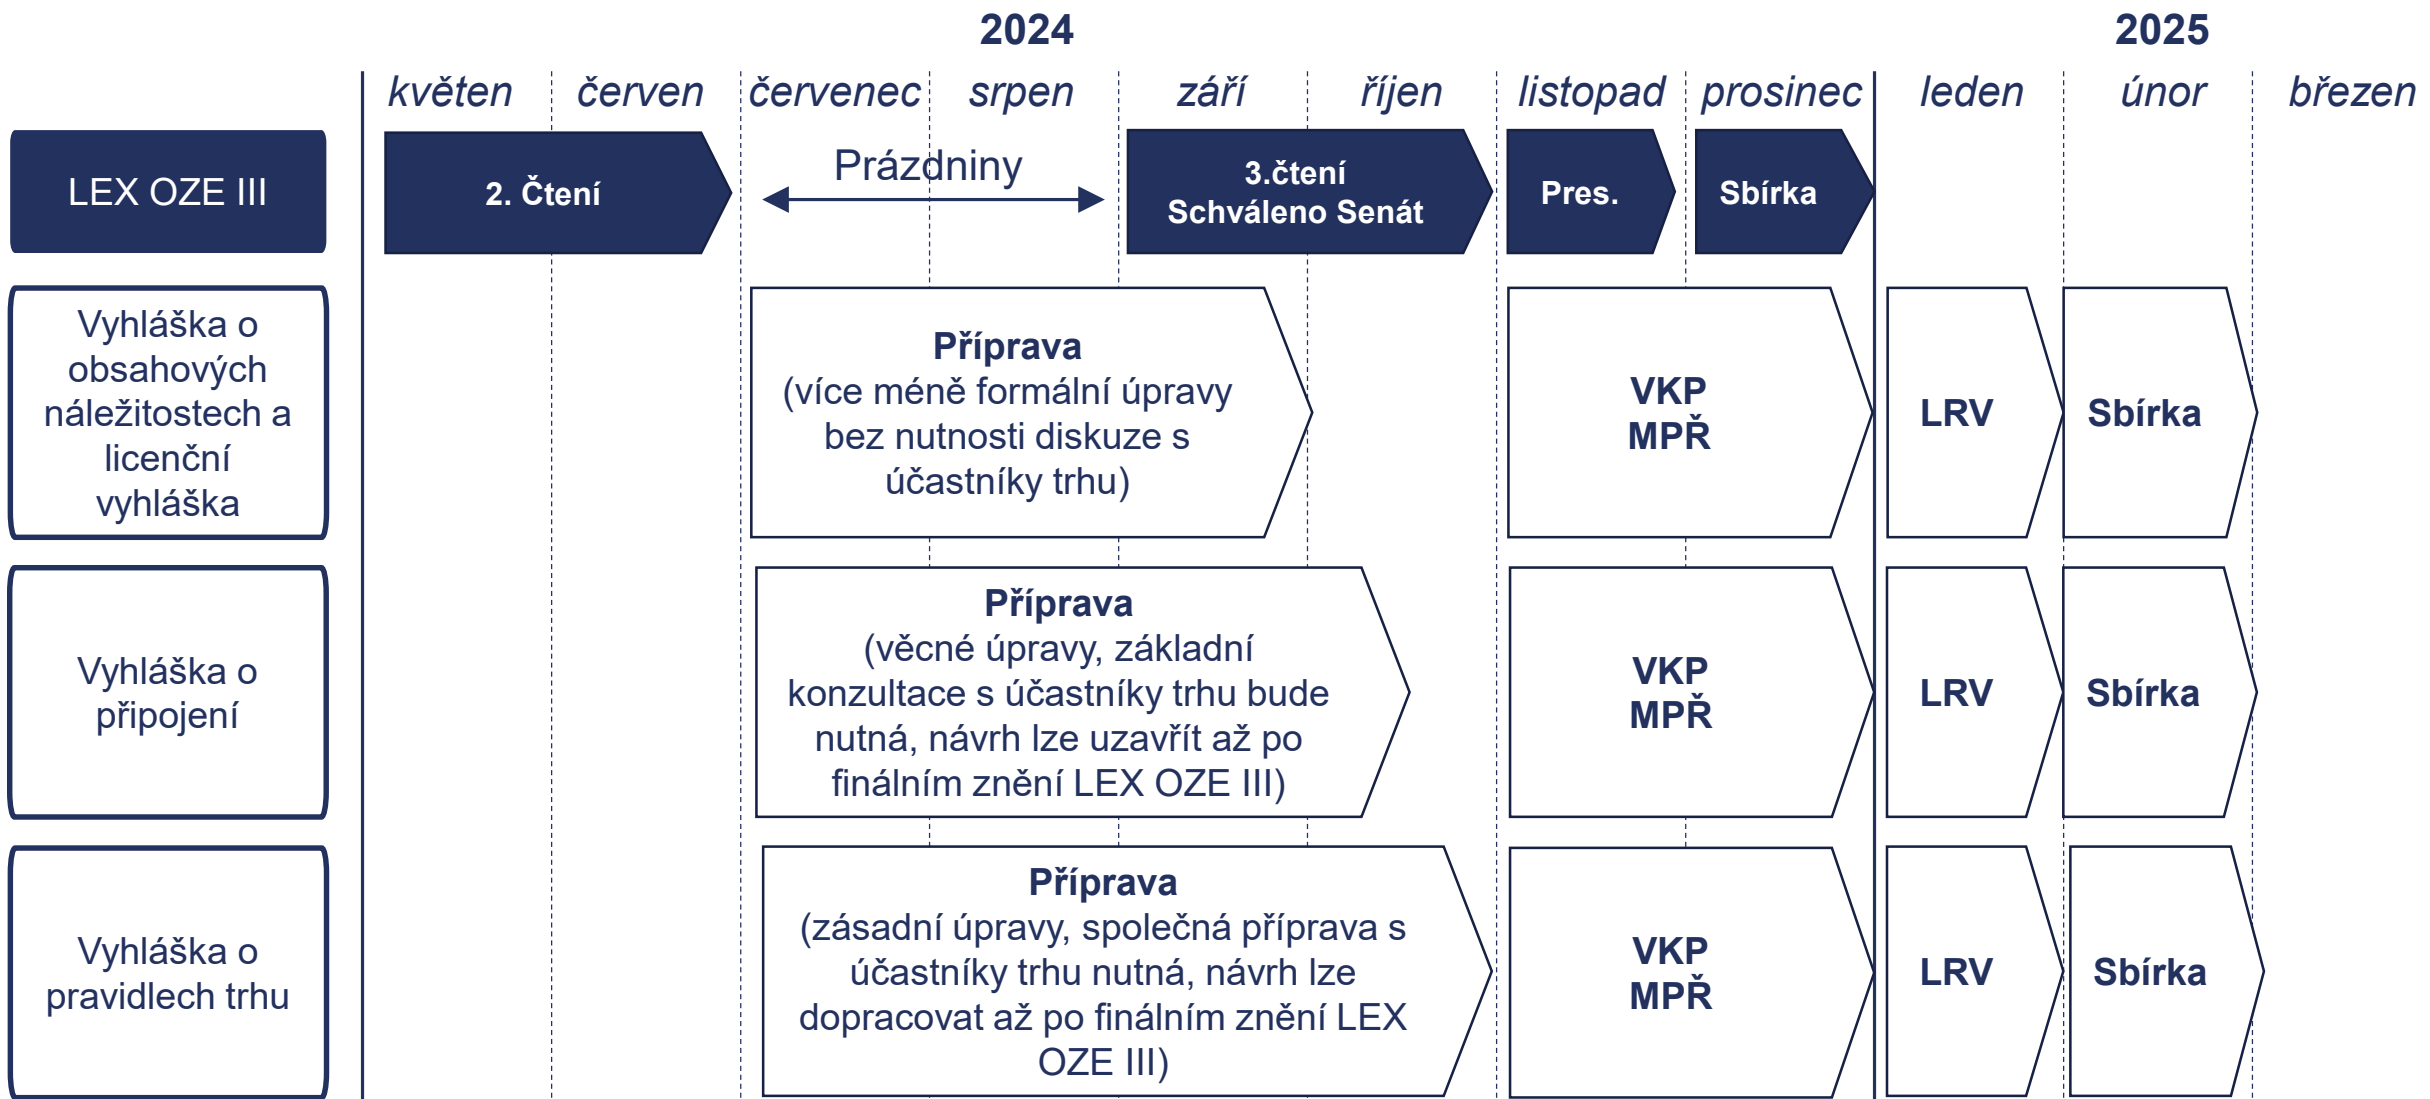 2024
2025
květen
červen
červenec
srpen
září
říjen
listopad
prosinec
leden
únor
březen
LEX OZE III
2. Čtení
Prázdniny
3.čtení
Schváleno Senát
Pres.
Sbírka
Vyhláška o
obsahových
náležitostech a
licenční
vyhláška
Příprava
(více méně formální úpravy
bez nutnosti diskuze s
účastníky trhu)
VKP
MPŘ
LRV
Sbírka
Vyhláška o
připojení
Příprava
(věcné úpravy, základní
konzultace s účastníky trhu bude
nutná, návrh lze uzavřít až po
finálním znění LEX OZE III)
VKP
MPŘ
LRV
Sbírka
Vyhláška o
pravidlech trhu
Příprava
(zásadní úpravy, společná příprava s
účastníky trhu nutná, návrh lze
dopracovat až po finálním znění LEX
OZE III)
VKP
MPŘ
LRV
Sbírka